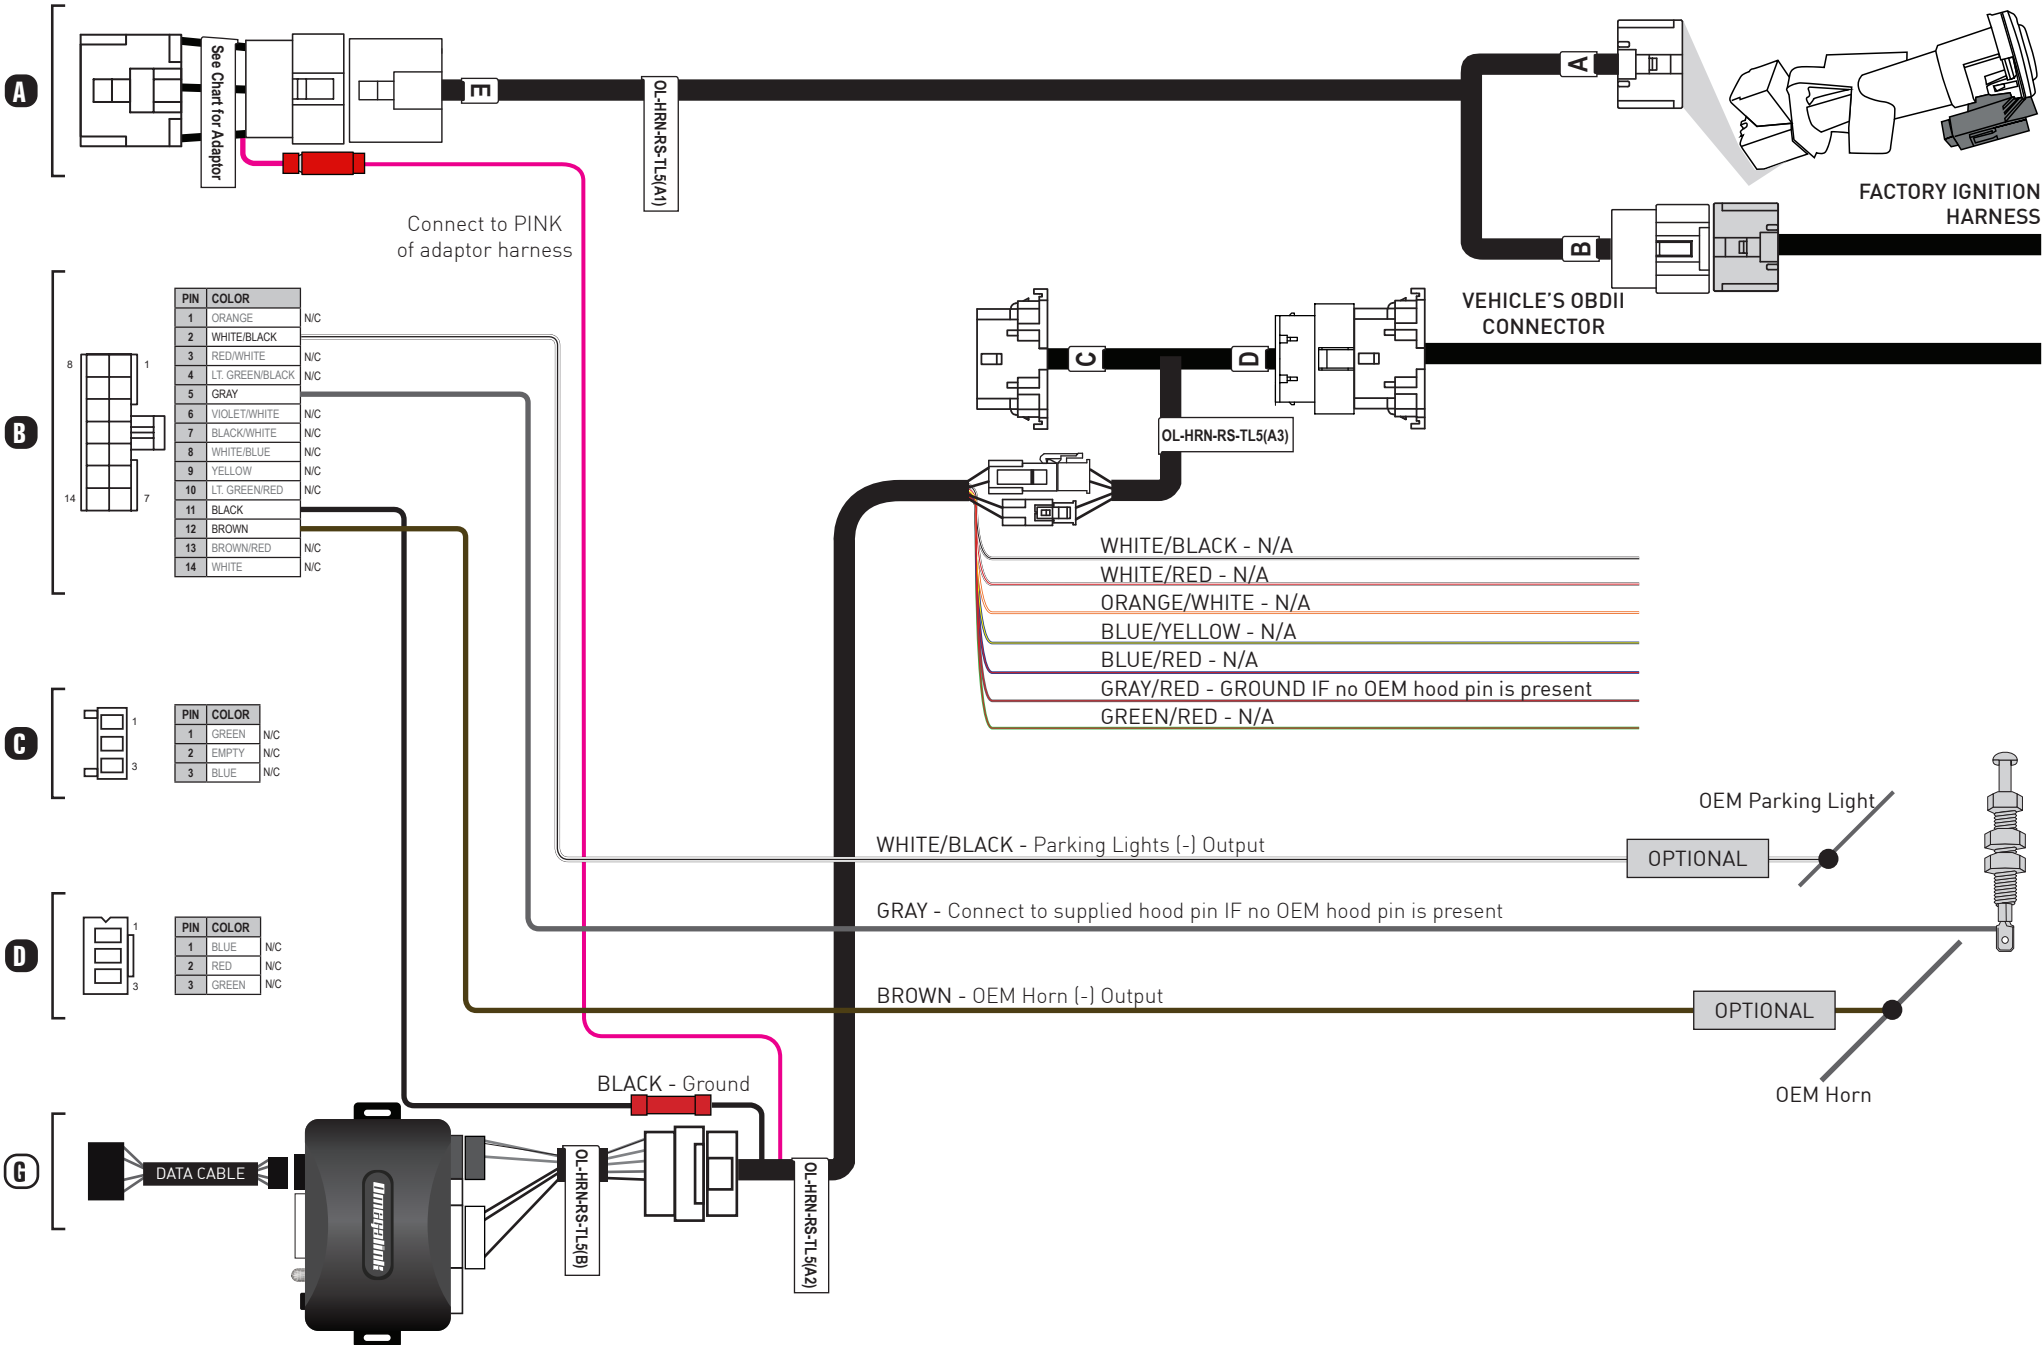 A
See Chart for Adaptor
E
OL-HRN-RS-TL5(A1)
A
FACTORY IGNITION
HARNESS
B
Connect to PINK
of adaptor harness
VEHICLE'S OBDII
CONNECTOR
C
D
OL-HRN-RS-TL5(A3)
B
8
1
14
7
PIN COLOR
1 ORANGE N/C
2 WHITE/BLACK
3 RED/WHITE N/C
4 LT. GREEN/BLACK N/C
5 GRAY
6 VIOLET/WHITE N/C
7 BLACK/WHITE N/C
8 WHITE/BLUE N/C
9 YELLOW N/C
10 LT. GREEN/RED N/C
11 BLACK
12 BROWN
13 BROWN/RED N/C
14 WHITE N/C
WHITE/BLACK - N/A
WHITE/RED - N/A
ORANGE/WHITE - N/A
BLUE/YELLOW - N/A
BLUE/RED - N/A
GRAY/RED - GROUND IF no OEM hood pin is present
GREEN/RED - N/A
C
1
3
PIN COLOR
1 GREEN N/C
2 EMPTY N/C
3 BLUE N/C
OEM Parking Light
WHITE/BLACK - Parking Lights (-) Output
OPTIONAL
GRAY - Connect to supplied hood pin IF no OEM hood pin is present
D
1
3
PIN COLOR
1 BLUE N/C
2 RED N/C
3 GREEN N/C
BROWN - OEM Horn (-) Output
OPTIONAL
OEM Horn
BLACK - Ground
G
DATA CABLE
Omegalink
OL-HRN-RS-TL5(B)
OL-HRN-RS-TL5(A2)